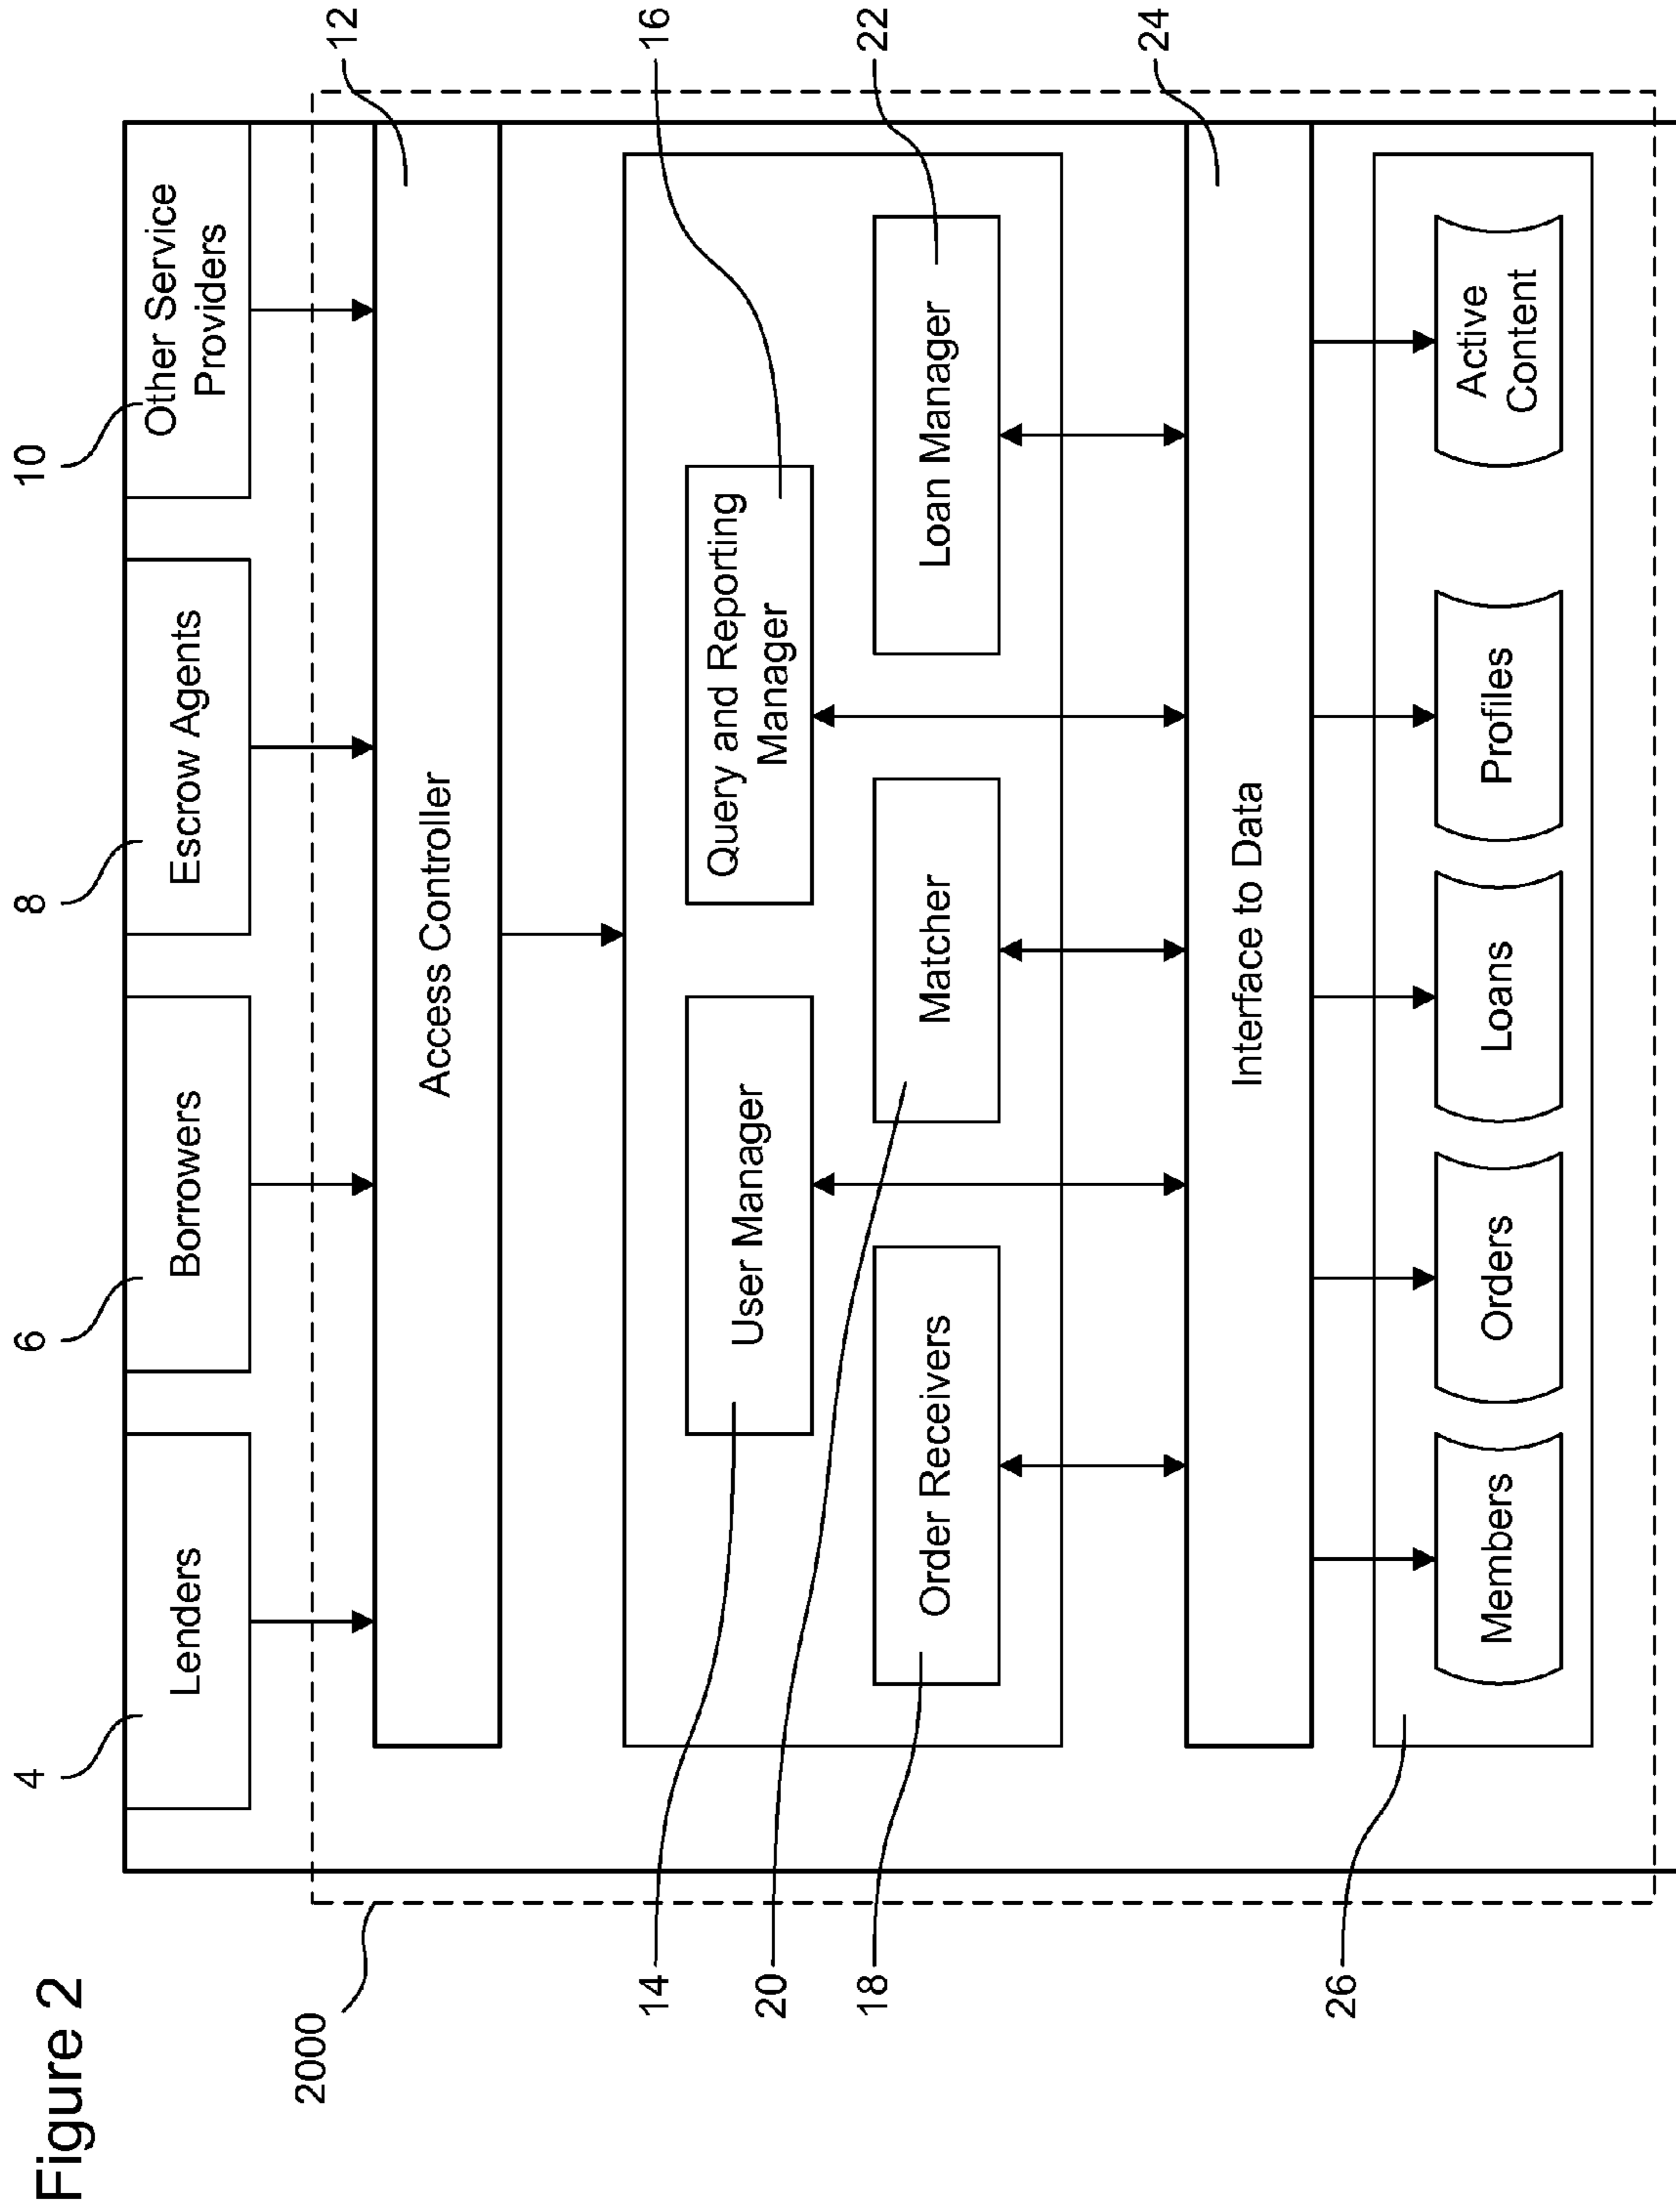 Figure 2
4
6
8
10
Lenders
Borrowers
Escrow Agents
Other Service
Providers
2000
12
Access Controller
14
16
User Manager
Query and Reporting
Manager
20
18
22
Order Receivers
Matcher
Loan Manager
24
Interface to Data
26
Members
Orders
Loans
Profiles
Active
Content